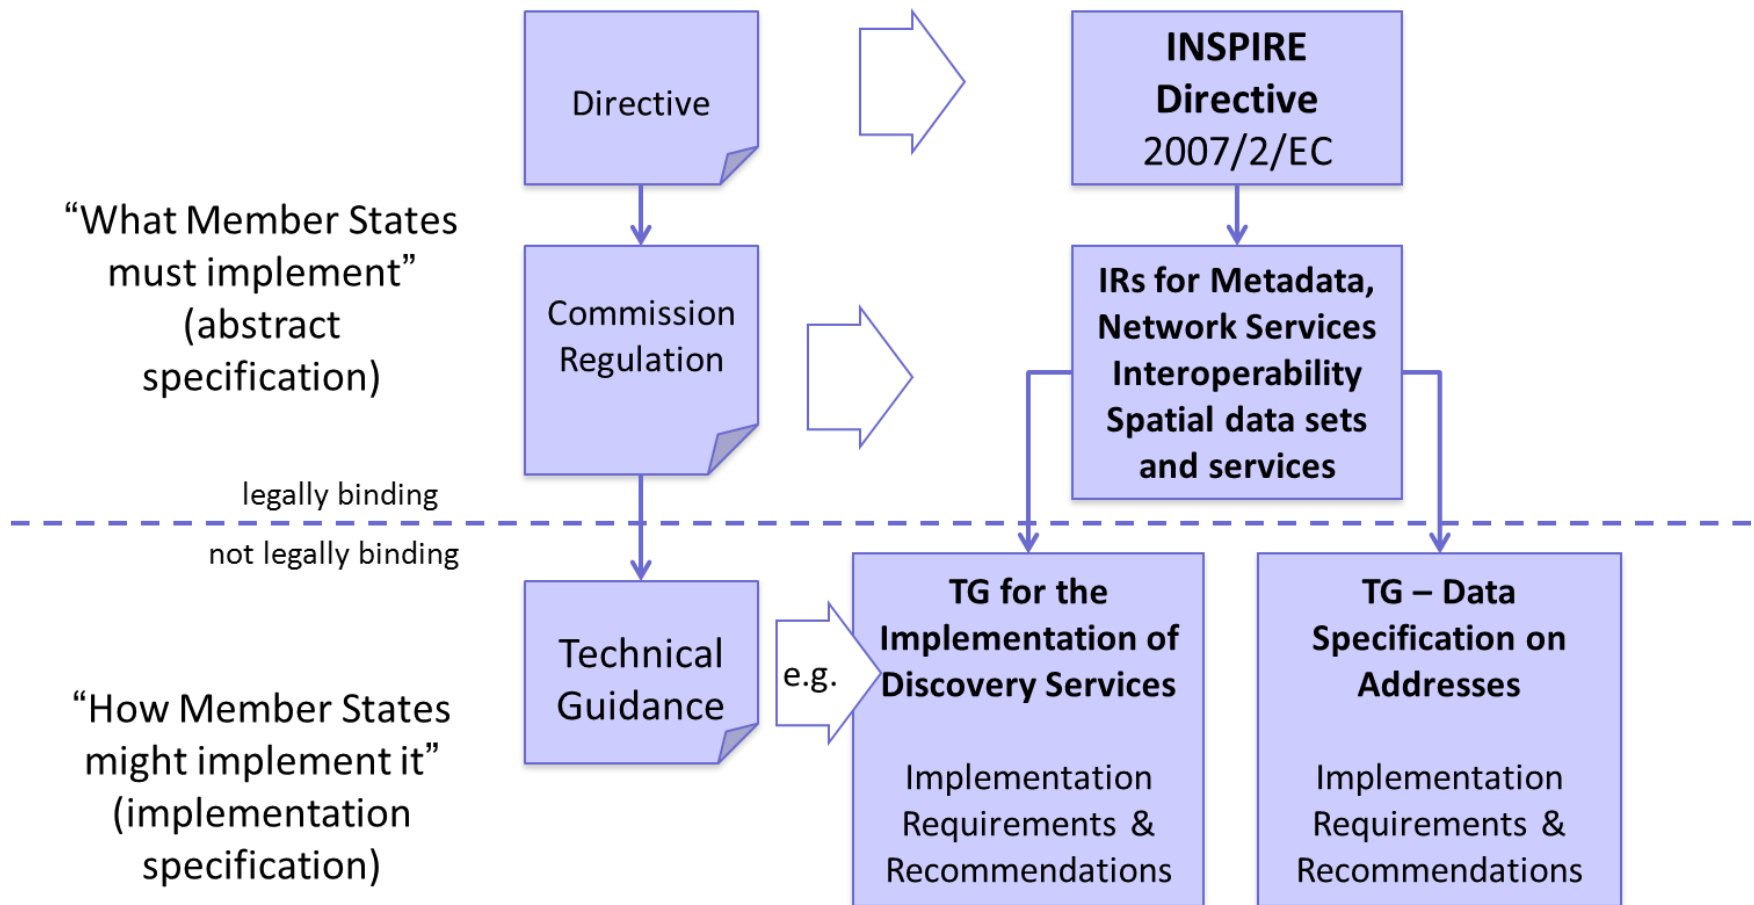 Directive
INSPIRE
Directive
2007/2/EC
“What Member States
must implement”
(abstract
specification)
Commission
Regulation
IRs for Metadata,
Network Services
Interoperability
Spatial data sets
and services
legally binding
not legally binding
“How Member States
might implement it”
(implementation
specification)
Technical
Guidance
e.g.
TG for the
Implementation of
Discovery Services
Implementation
Requirements &
Recommendations
TG – Data
Specification on
Addresses
Implementation
Requirements &
Recommendations